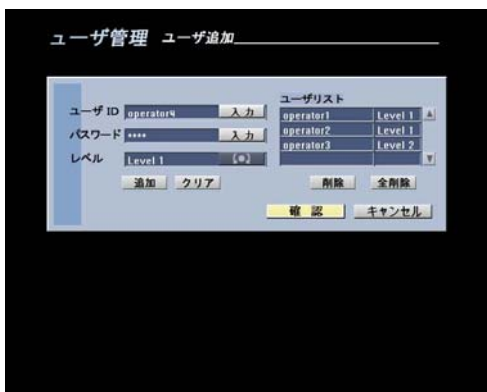 ユーザ管理 ユーザ追加
ユーザ ID operator4 入力
パスワード **** 入力
レベル Level 1
追加 クリア
ユーザリスト
operator1 Level 1
operator2 Level 1
operator3 Level 2
削除 全削除
確認 キャンセル